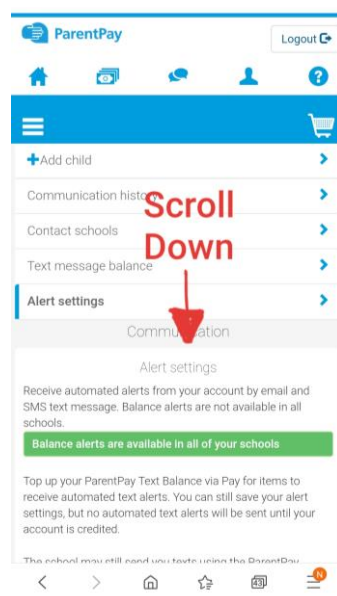 ParentPay
Logout
?
+Add child
Communication history
Contact schools
Text message balance
Alert settings
Scroll
Down
Communication
Alert settings
Receive automated alerts from your account by email and
SMS text message. Balance alerts are not available in all
schools.
Balance alerts are available in all of your schools
Top up your ParentPay Text Balance via Pay for items to
receive automated text alerts. You can still save your alert
settings, but no automated text alerts will be sent until your
account is credited.
The school may still send you texts using the ParentPay
43
N